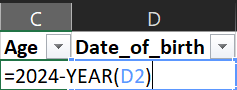 C D
Age Date_of_birth
=2024-YEAR(D2)